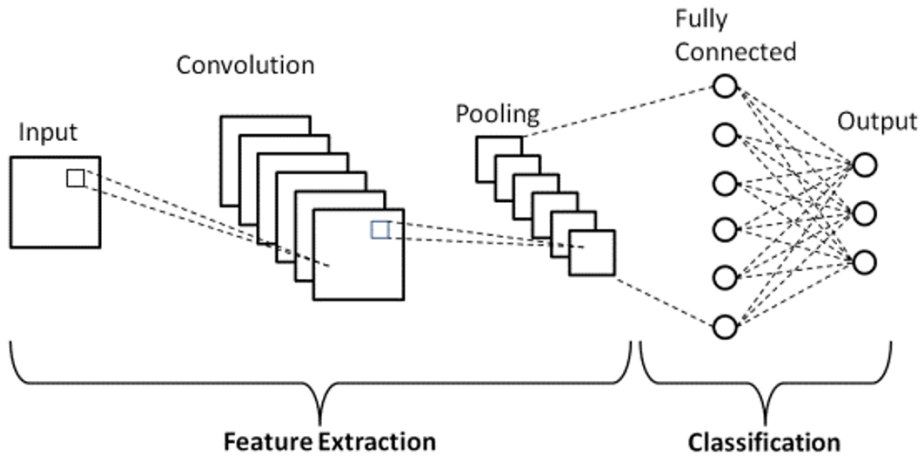 Input
Convolution
Pooling
Fully
Connected
Output
Feature Extraction
Classification